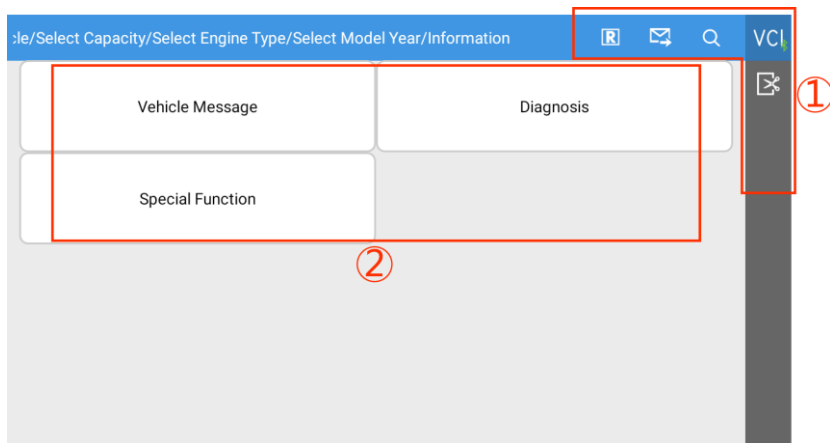 :le/Select Capacity/Select Engine Type/Select Model Year/Information
R
VCI
①
Vehicle Message
Diagnosis
Special Function
②